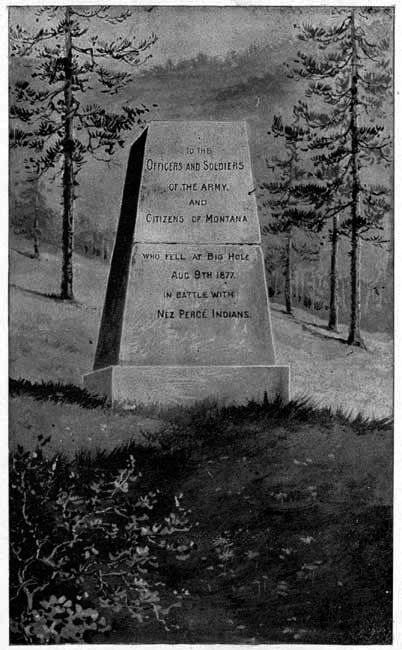 TO THE
OFFICERS AND SOLDIERS
OF THE ARMY,
AND
CITIZENS OF MONTANA
WHO FELL AT BIG HOLE
AUG 9TH 1877.
IN BATTLE WITH
NEZ PERCÉ INDIANS.